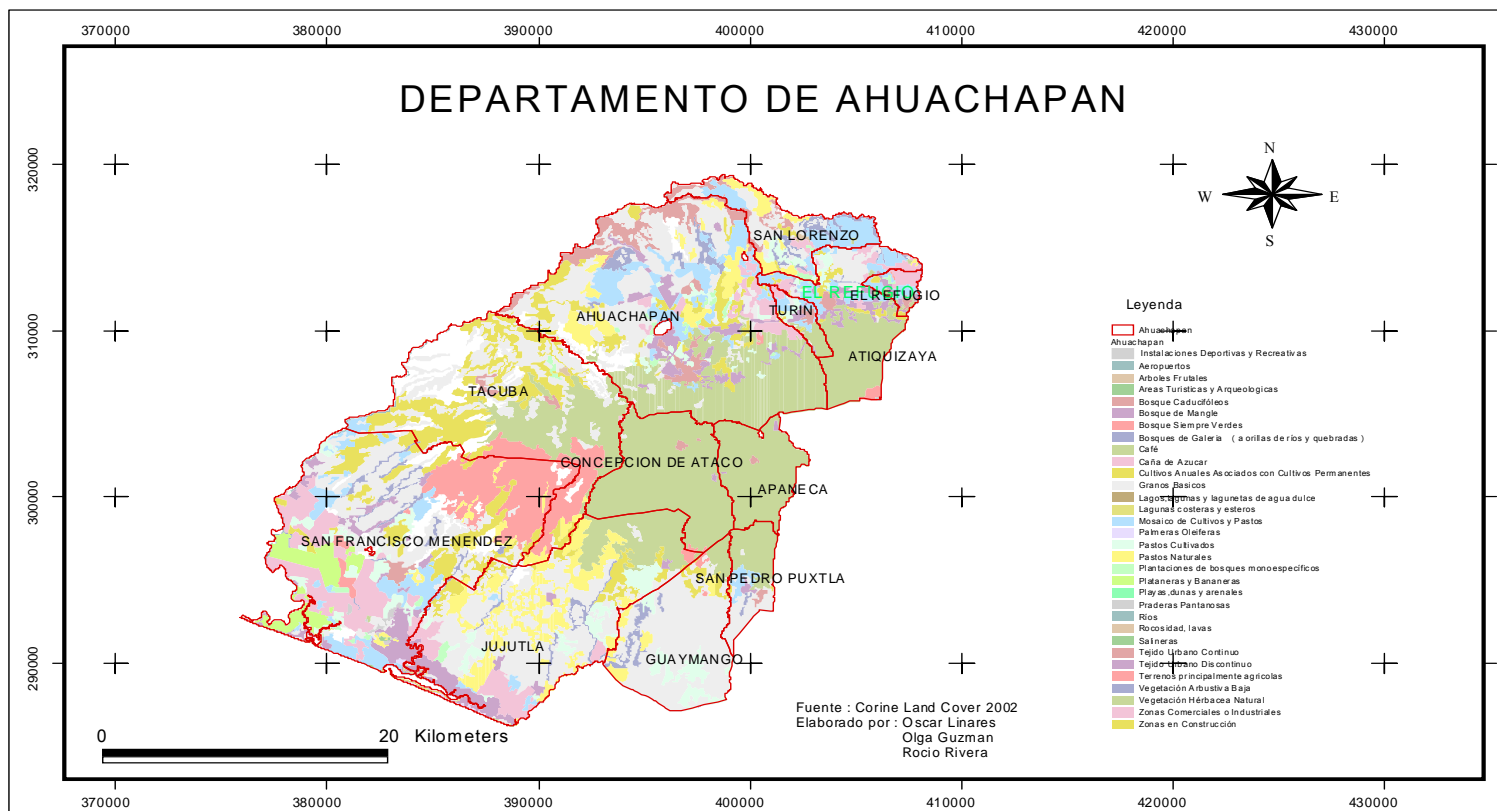 370000 380000 390000 400000 410000 420000 430000
DEPARTAMENTO DE AHUACHAPAN
320000
310000
300000
290000
N
W E
S
SAN LORENZO
EL REFUGIO
EL REFUGIO
TURIN
AHUACHAPAN
ATIQUIZAYA
TACUBA
CONCEPCION DE ATACO
APANECA
SAN FRANCISCO MENENDEZ
SAN PEDRO PUXTLA
JUJUTLA
GUAYMANGO
Leyenda
Ahuachapan
Ahuachapan
Instalaciones Deportivas y Recreativas
Aeropuertos
Arboles Frutales
Areas Turisticas y Arqueologicas
Bosque Caducifóleos
Bosque de Mangle
Bosque Siempre Verdes
Bosques de Galeria ( a orillas de ríos y quebradas )
Café
Caña de Azucar
Cultivos Anuales Asociados con Cultivos Permanentes
Granos Basicos
Lagos,lagunas y lagunetas de agua dulce
Lagunas costeras y esteros
Mosaico de Cultivos y Pastos
Palmeras Oleiferas
Pastos Cultivados
Pastos Naturales
Plantaciones de bosques monoespecificos
Plataneras y Bananeras
Playas,dunas y arenales
Praderas Pantanosas
Ríos
Rocosidad, lavas
Salineras
Tejido Urbano Continuo
Tejido Urbano Discontinuo
Terrenos principalmente agrícolas
Vegetación Arbustiva Baja
Vegetación Hérbacea Natural
Zonas Comerciales o Industriales
Zonas en Construcción
Fuente : Corine Land Cover 2002
Elaborado por : Oscar Linares
Olga Guzman
Rocio Rivera
0 20 Kilometers
370000 380000 390000 400000 410000 420000 430000